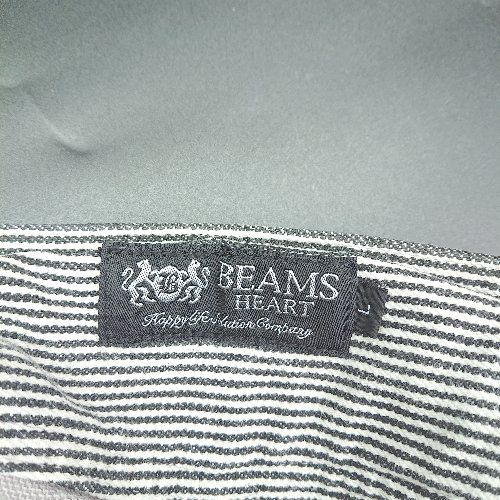 BEAMS
HEART
Happy Life Solution Company
L